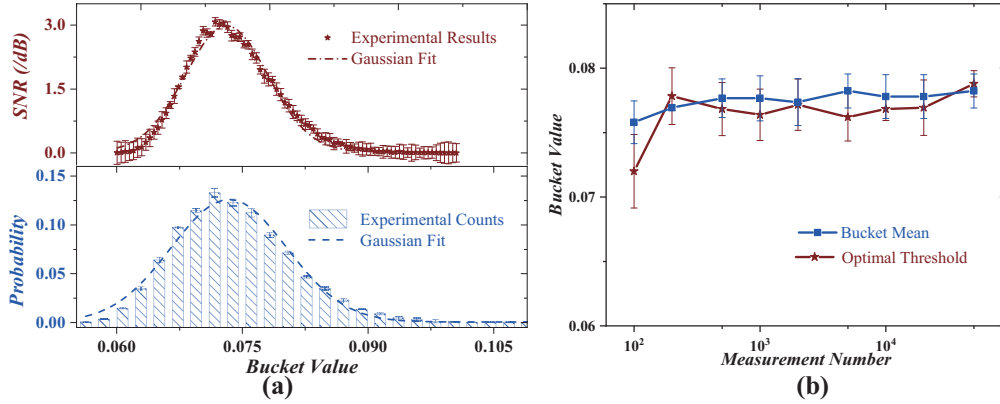 SNR (/dB)
3.0
1.5
0.0
Experimental Results
Gaussian Fit
Probability
0.15
0.10
0.05
0.00
Experimental Counts
Gaussian Fit
0.060 0.075 0.090 0.105
Bucket Value
(a)
Bucket Value
0.08
0.07
0.06
Bucket Mean
Optimal Threshold
10² 10³ 10⁴
Measurement Number
(b)